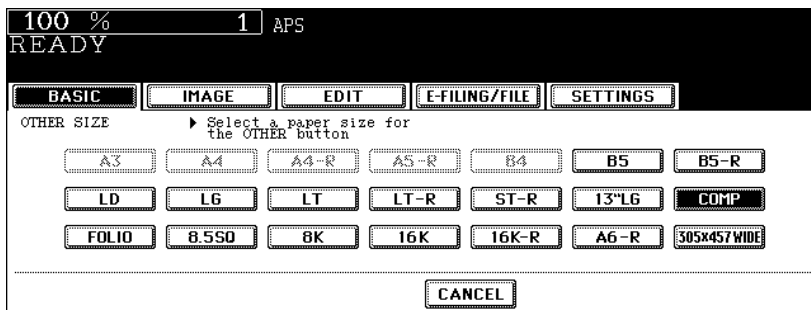 100 % 1 APS
READY
BASIC IMAGE EDIT E-FILING/FILE SETTINGS
OTHER SIZE ▶ Select a paper size for
the OTHER button
A3 A4 A4-R A5-R B4 B5 B5-R
LD LG LT LT-R ST-R 13"LG COMP
FOLIO 8.5SQ 8K 16K 16K-R A6-R 305x457 WIDE
CANCEL